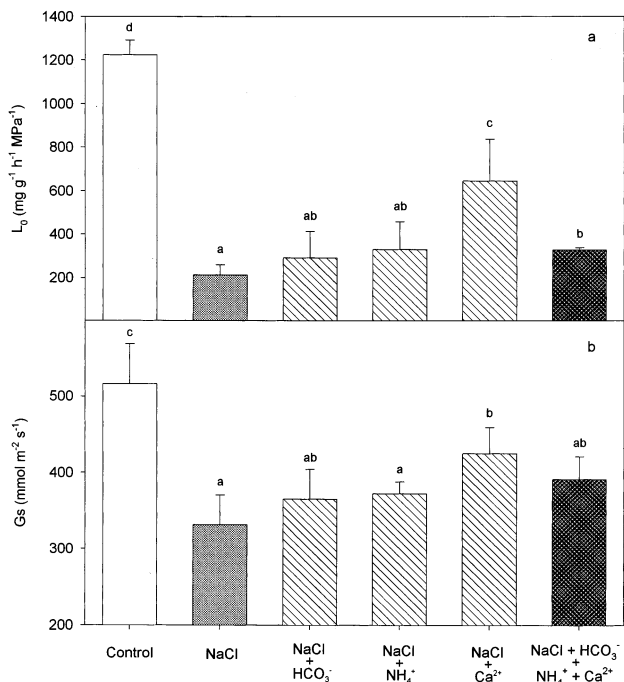 1400
1200
1000
800
600
400
200
L₀ (mg g⁻¹ h⁻¹ MPa⁻¹)
a
d
a
ab
ab
c
b
500
400
300
200
Gs (mmol m⁻² s⁻¹)
b
c
a
ab
a
b
ab
Control
NaCl
NaCl
+
HCO₃⁻
NaCl
+
NH₄⁺
NaCl
+
Ca²⁺
NaCl + HCO₃⁻
+
NH₄⁺ + Ca²⁺